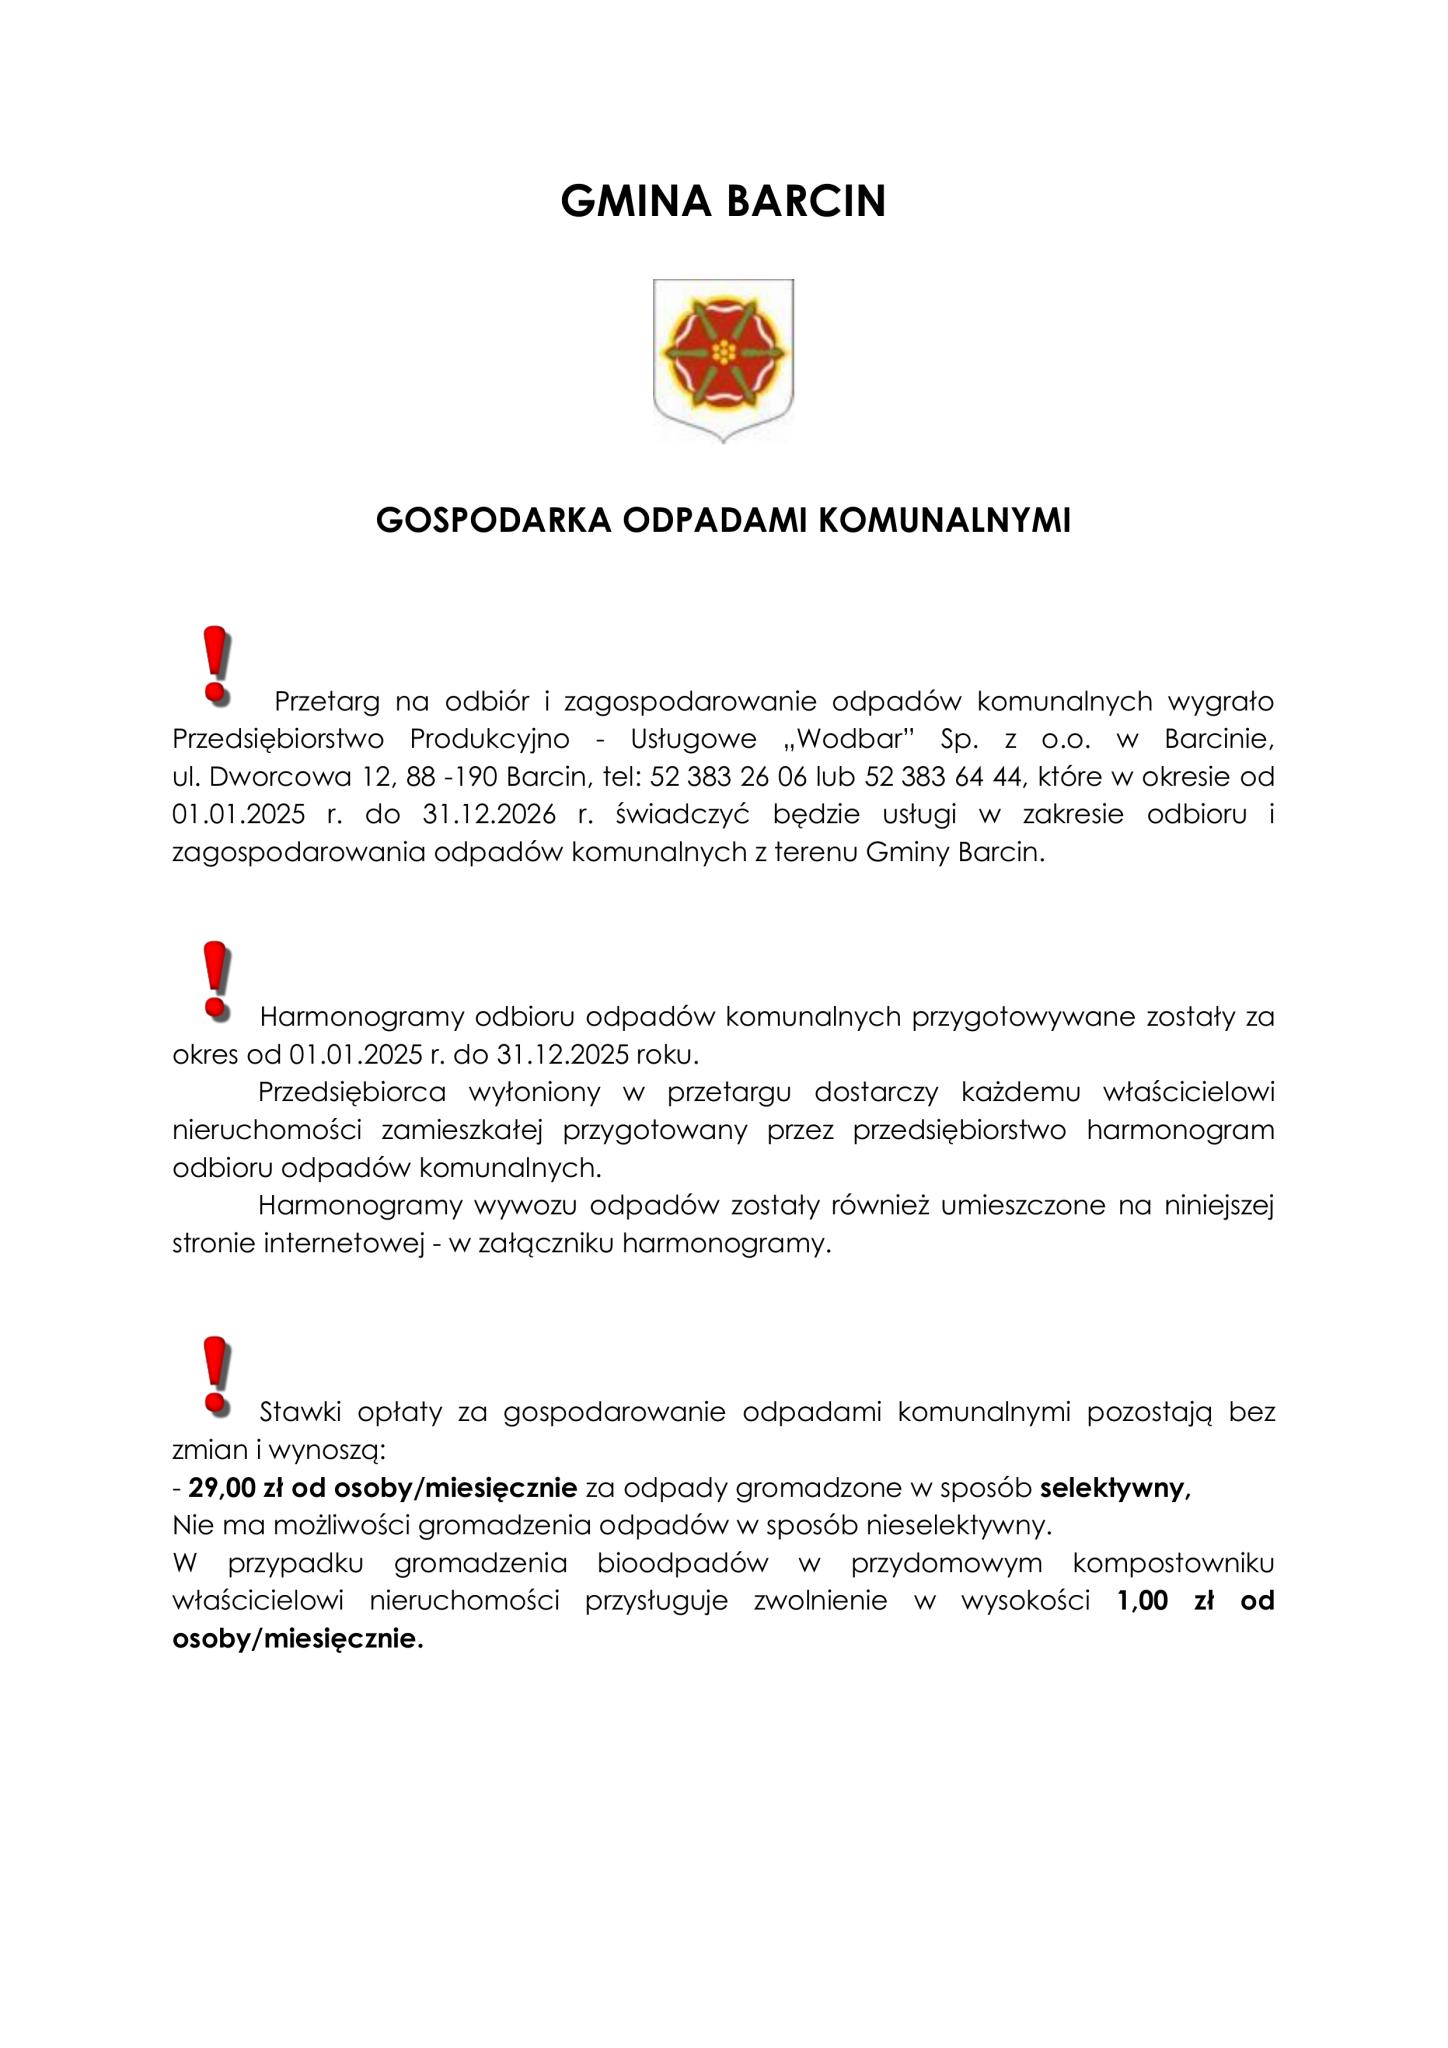 GMINA BARCIN
GOSPODARKA ODPADAMI KOMUNALNYMI
Przetarg na odbiór i zagospodarowanie odpadów komunalnych wygrało
Przedsiębiorstwo Produkcyjno - Usługowe „Wodbar” Sp. z o.o. w Barcinie,
ul. Dworcowa 12, 88 -190 Barcin, tel: 52 383 26 06 lub 52 383 64 44, które w okresie od
01.01.2025 r. do 31.12.2026 r. świadczyć będzie usługi w zakresie odbioru i
zagospodarowania odpadów komunalnych z terenu Gminy Barcin.
Harmonogramy odbioru odpadów komunalnych przygotowywane zostały za
okres od 01.01.2025 r. do 31.12.2025 roku.
Przedsiębiorca wyłoniony w przetargu dostarczy każdemu właścicielowi
nieruchomości zamieszkałej przygotowany przez przedsiębiorstwo harmonogram
odbioru odpadów komunalnych.
Harmonogramy wywozu odpadów zostały również umieszczone na niniejszej
stronie internetowej - w załączniku harmonogramy.
Stawki opłaty za gospodarowanie odpadami komunalnymi pozostają bez
zmian i wynoszą:
- 29,00 zł od osoby/miesięcznie za odpady gromadzone w sposób selektywny,
Nie ma możliwości gromadzenia odpadów w sposób nieselektywny.
W przypadku gromadzenia bioodpadów w przydomowym kompostowniku
właścicielowi nieruchomości przysługuje zwolnienie w wysokości 1,00 zł od
osoby/miesięcznie.